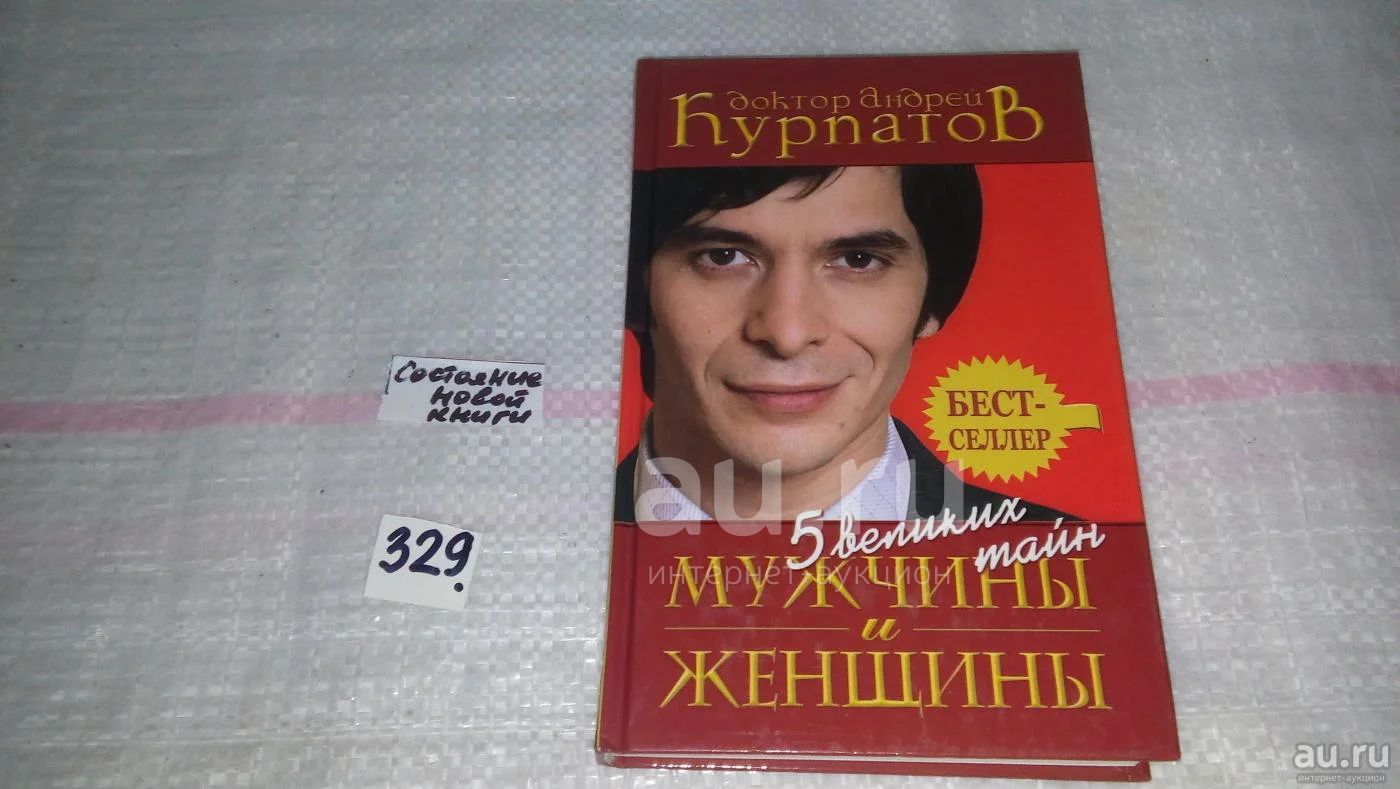 доктор Андрей
Курпатов
БЕСТ-
СЕЛЛЕР
5 великих
тайн
МУЖЧИНЫ
и
ЖЕНЩИНЫ
Состояние
новой
книги
329.
au.ru
интернет-аукцион
au.ru
интернет-аукцион